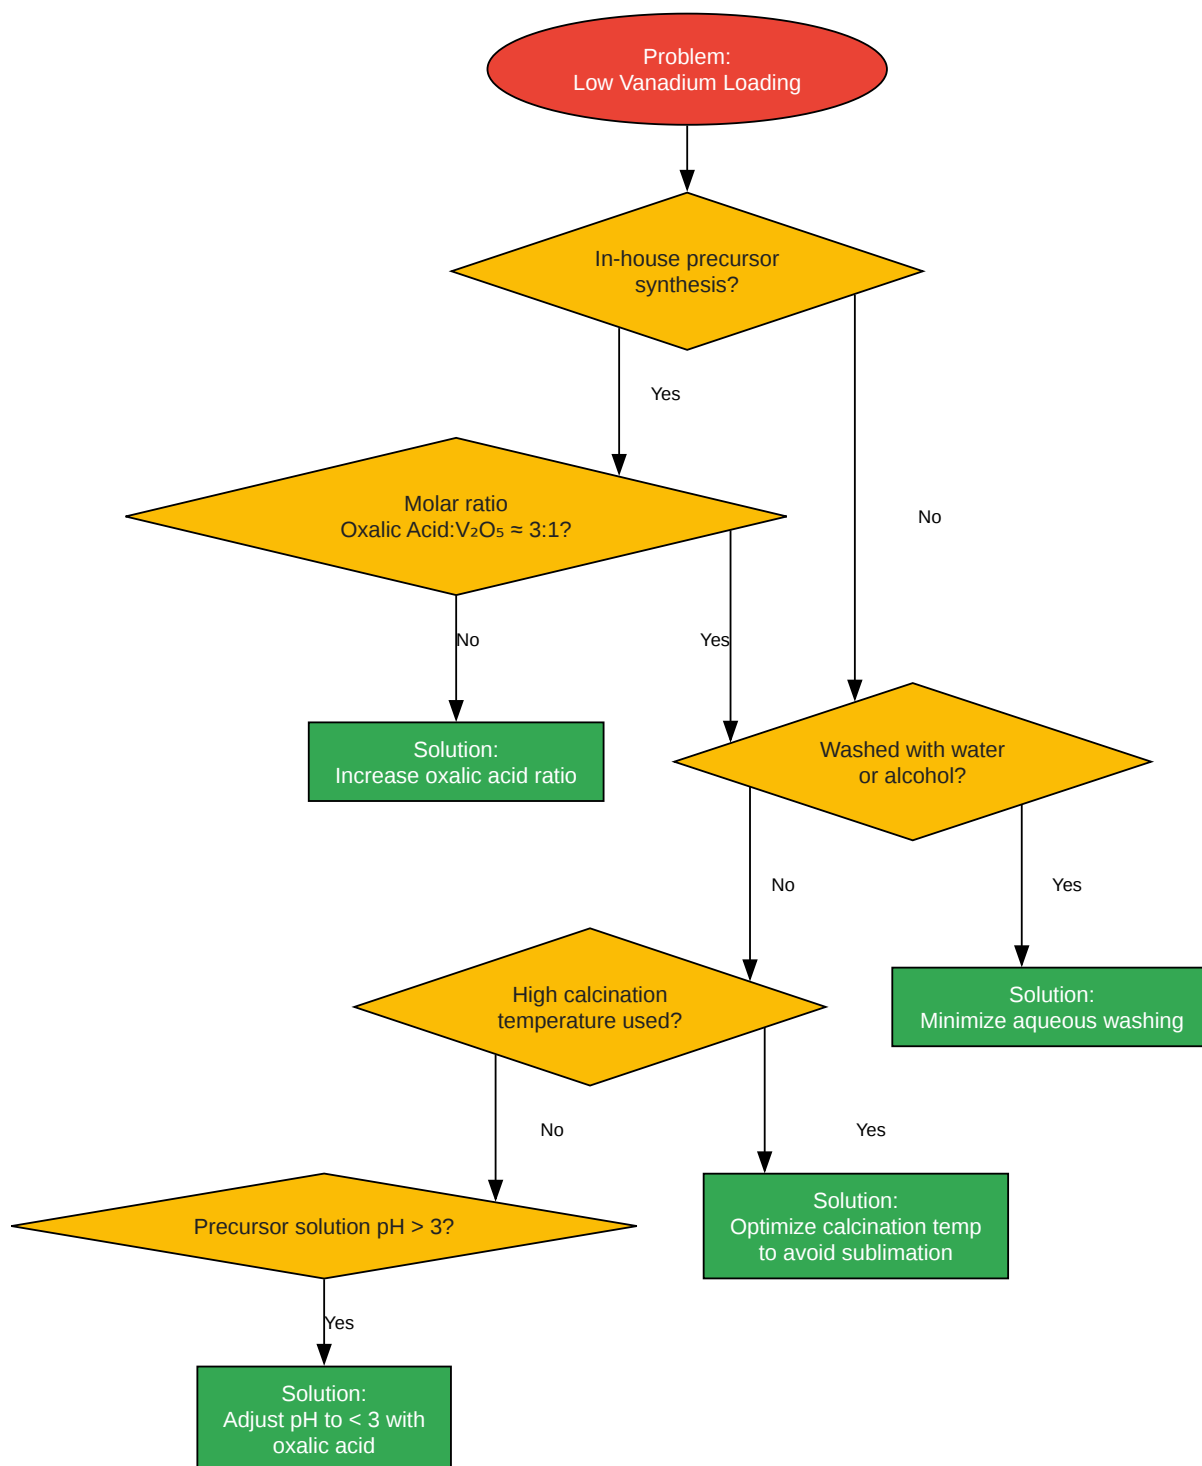 Problem:
Low Vanadium Loading
In-house precursor
synthesis?
Yes
No
Molar ratio
Oxalic Acid:V₂O₅ ≈ 3:1?
No
Yes
Solution:
Increase oxalic acid ratio
Washed with water
or alcohol?
No
Yes
High calcination
temperature used?
Solution:
Minimize aqueous washing
No
Yes
Precursor solution pH > 3?
Solution:
Optimize calcination temp
to avoid sublimation
Yes
Solution:
Adjust pH to < 3 with
oxalic acid